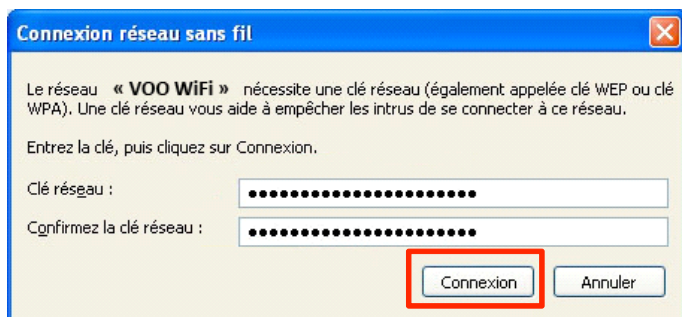 Connexion réseau sans fil
Le réseau « VOO WiFi » nécessite une clé réseau (également appelée clé WEP ou clé
WPA). Une clé réseau vous aide à empêcher les intrus de se connecter à ce réseau.
Entrez la clé, puis cliquez sur Connexion.
Clé réseau :
Confirmez la clé réseau :
Connexion Annuler